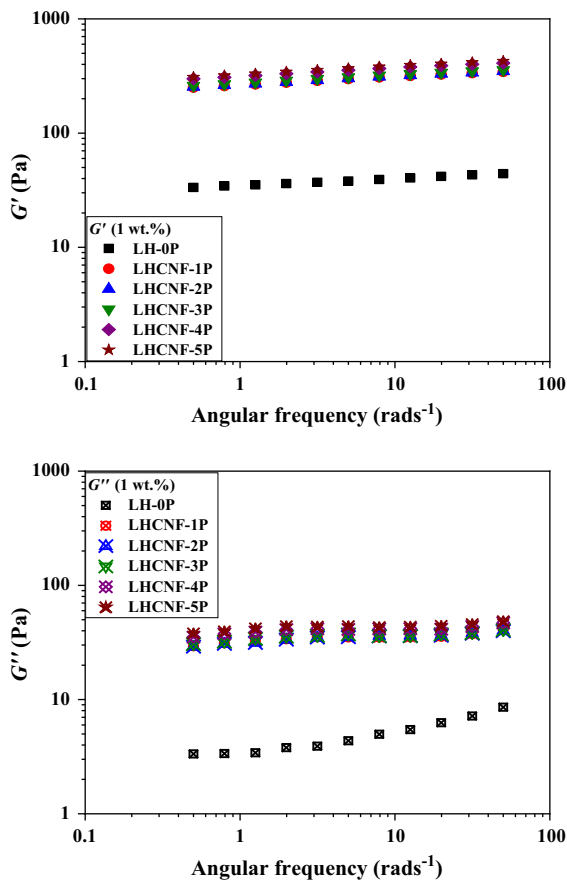 1000
100
10
1
G′ (Pa)
G′ (1 wt.%)
LH-0P
LHCNF-1P
LHCNF-2P
LHCNF-3P
LHCNF-4P
LHCNF-5P
0.1 1 10 100
Angular frequency (rads⁻¹)
1000
100
10
1
G′′ (Pa)
G′′ (1 wt.%)
LH-0P
LHCNF-1P
LHCNF-2P
LHCNF-3P
LHCNF-4P
LHCNF-5P
0.1 1 10 100
Angular frequency (rads⁻¹)